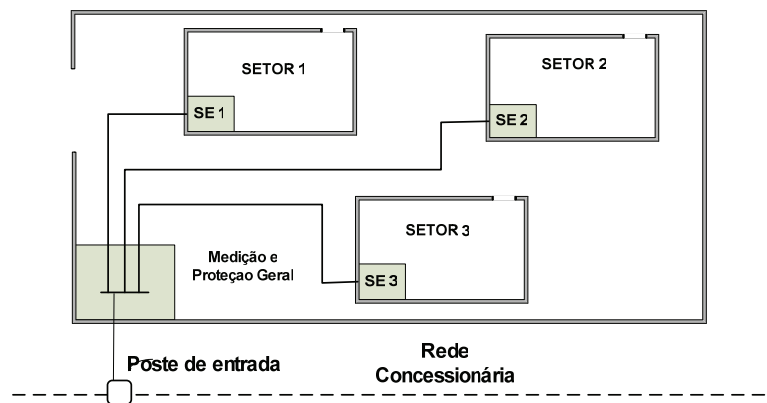 SETOR 1
SETOR 2
SE 1
SE 2
SETOR 3
Medição e
Proteçao Geral
SE 3
Poste de entrada
Rede
Concessionária